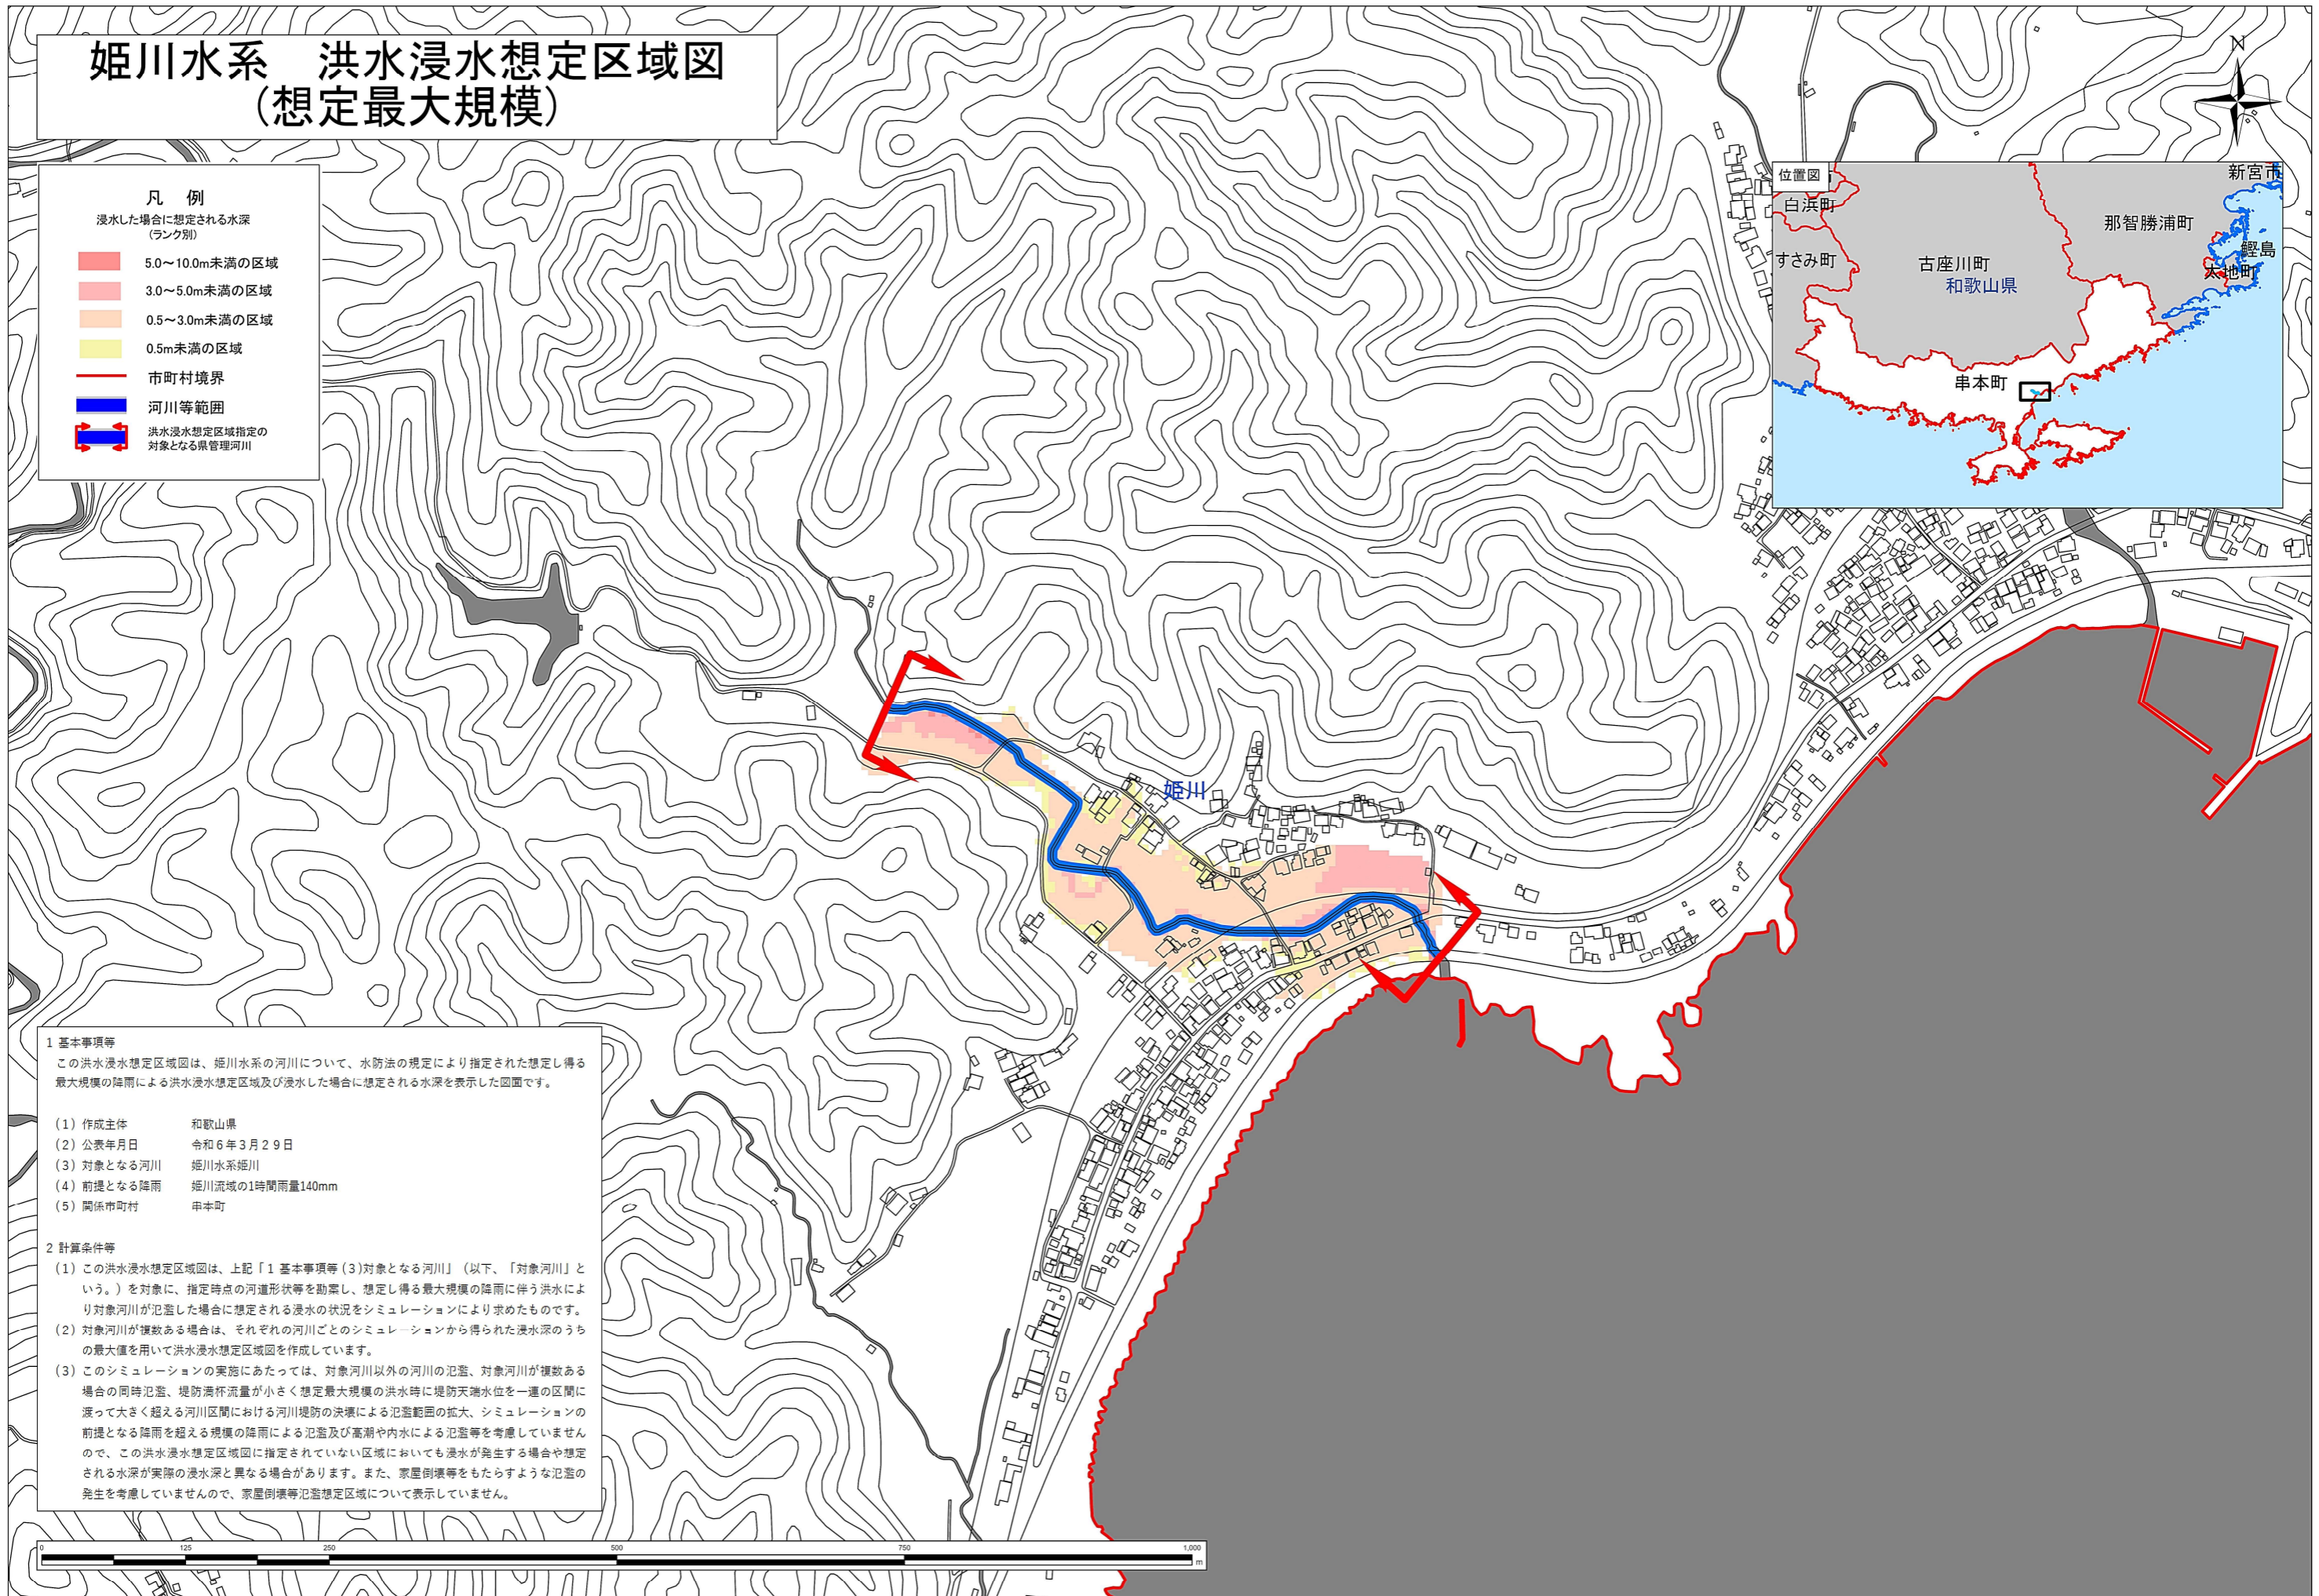 姫川水系　洪水浸水想定区域図
（想定最大規模）
凡　例
浸水した場合に想定される水深
(ランク別)
5.0～10.0m未満の区域
3.0～5.0m未満の区域
0.5～3.0m未満の区域
0.5m未満の区域
市町村境界
河川等範囲
洪水浸水想定区域指定の
対象となる県管理河川
N
位置図
新宮市
白浜町
那智勝浦町
すさみ町
鰹島
古座川町
太地町
和歌山県
串本町
姫川
1 基本事項等
この洪水浸水想定区域図は、姫川水系の河川について、水防法の規定により指定された想定し得る
最大規模の降雨による洪水浸水想定区域及び浸水した場合に想定される水深を表示した図面です。
（1）作成主体　和歌山県
（2）公表年月日　令和６年３月２９日
（3）対象となる河川　姫川水系姫川
（4）前提となる降雨　姫川流域の1時間雨量140mm
（5）関係市町村　串本町
2 計算条件等
（1）この洪水浸水想定区域図は、上記「１ 基本事項等（3)対象となる河川」（以下、「対象河川」と
いう。）を対象に、指定時点の河道形状等を勘案し、想定し得る最大規模の降雨に伴う洪水によ
り対象河川が氾濫した場合に想定される浸水の状況をシミュレーションにより求めたものです。
（2）対象河川が複数ある場合は、それぞれの河川ごとのシミュレーションから得られた浸水深のうち
の最大値を用いて洪水浸水想定区域図を作成しています。
（3）このシミュレーションの実施にあたっては、対象河川以外の河川の氾濫、対象河川が複数ある
場合の同時氾濫、堤防満杯流量が小さく想定最大規模の洪水時に堤防天端水位を一連の区間に
渡って大きく超える河川区間における河川堤防の決壊による氾濫範囲の拡大、シミュレーションの
前提となる降雨を超える規模の降雨による氾濫及び高潮や内水による氾濫等を考慮していません
ので、この洪水浸水想定区域図に指定されていない区域においても浸水が発生する場合や想定
される水深が実際の浸水深と異なる場合があります。また、家屋倒壊等をもたらすような氾濫の
発生を考慮していませんので、家屋倒壊等氾濫想定区域について表示していません。
0 125 250 500 750 1,000
m